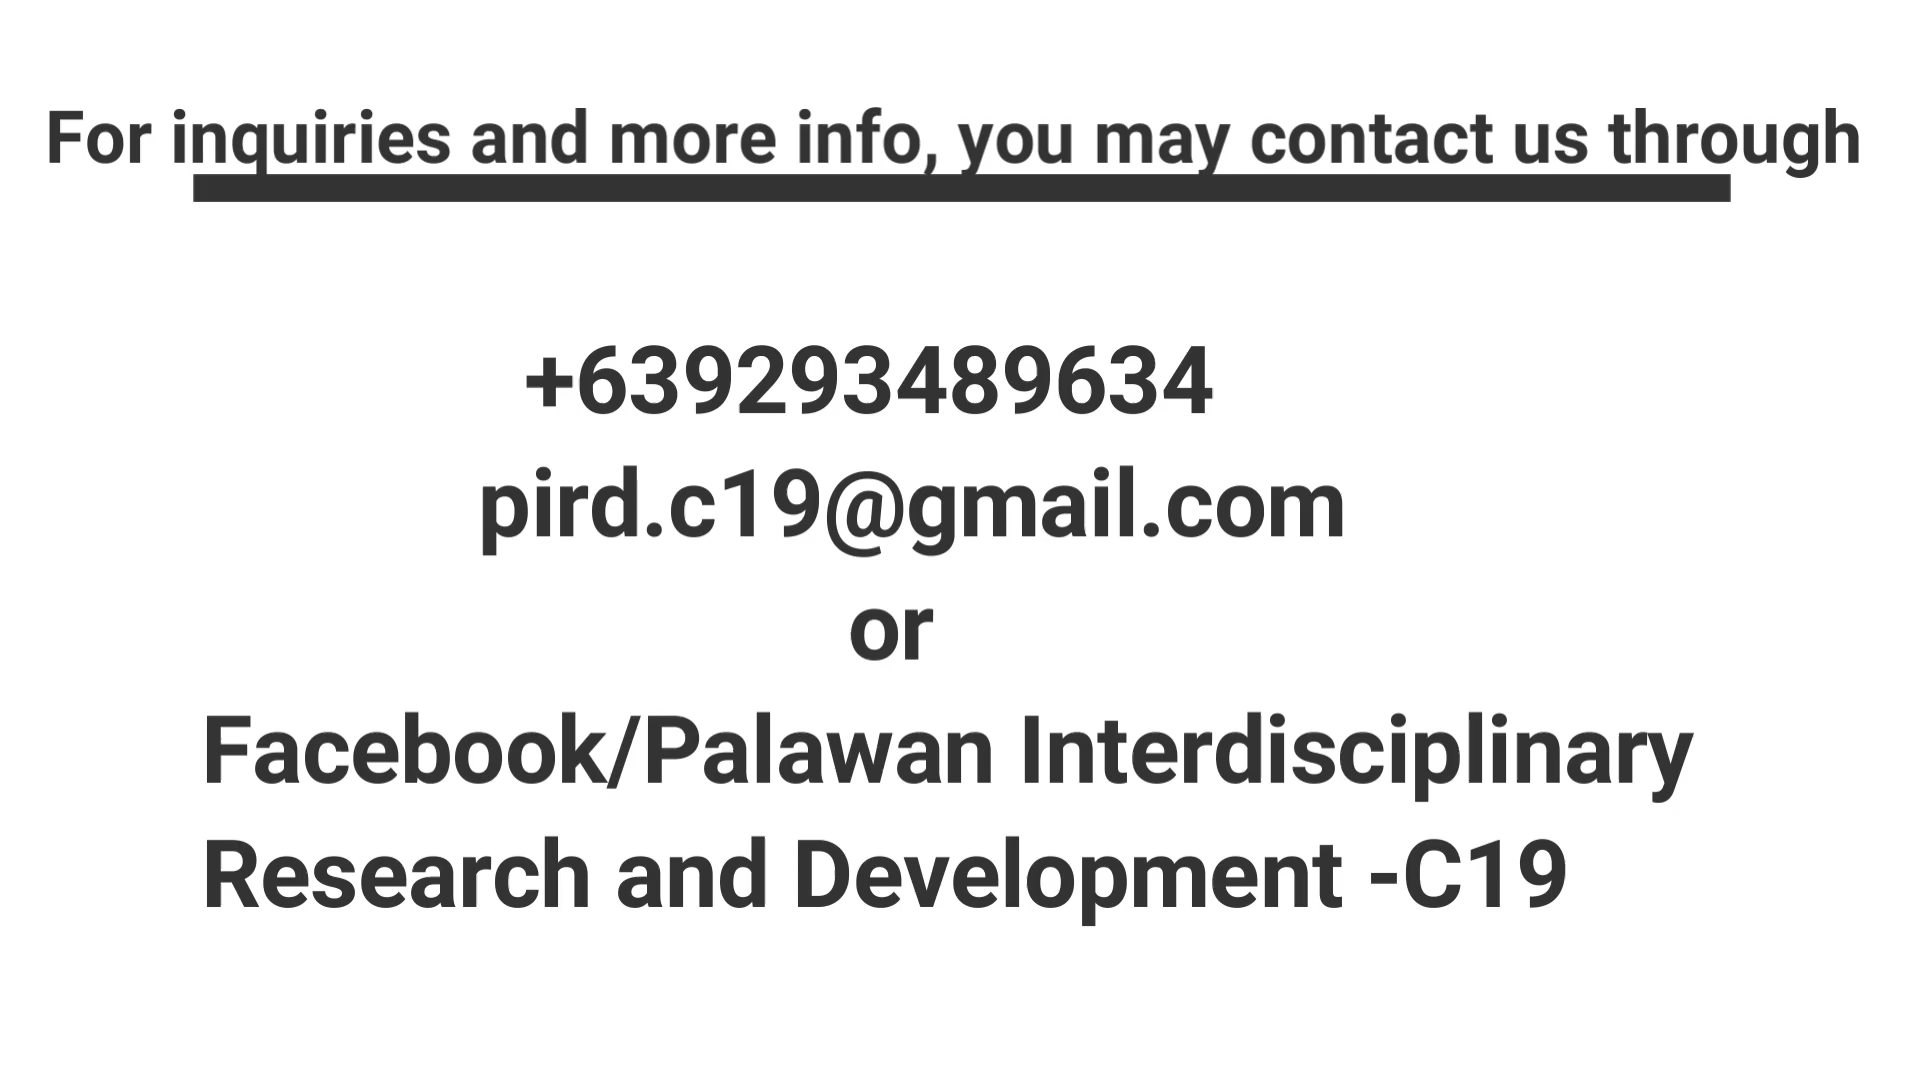 For inquiries and more info, you may contact us through
+639293489634
pird.c19@gmail.com
or
Facebook/Palawan Interdisciplinary
Research and Development -C19